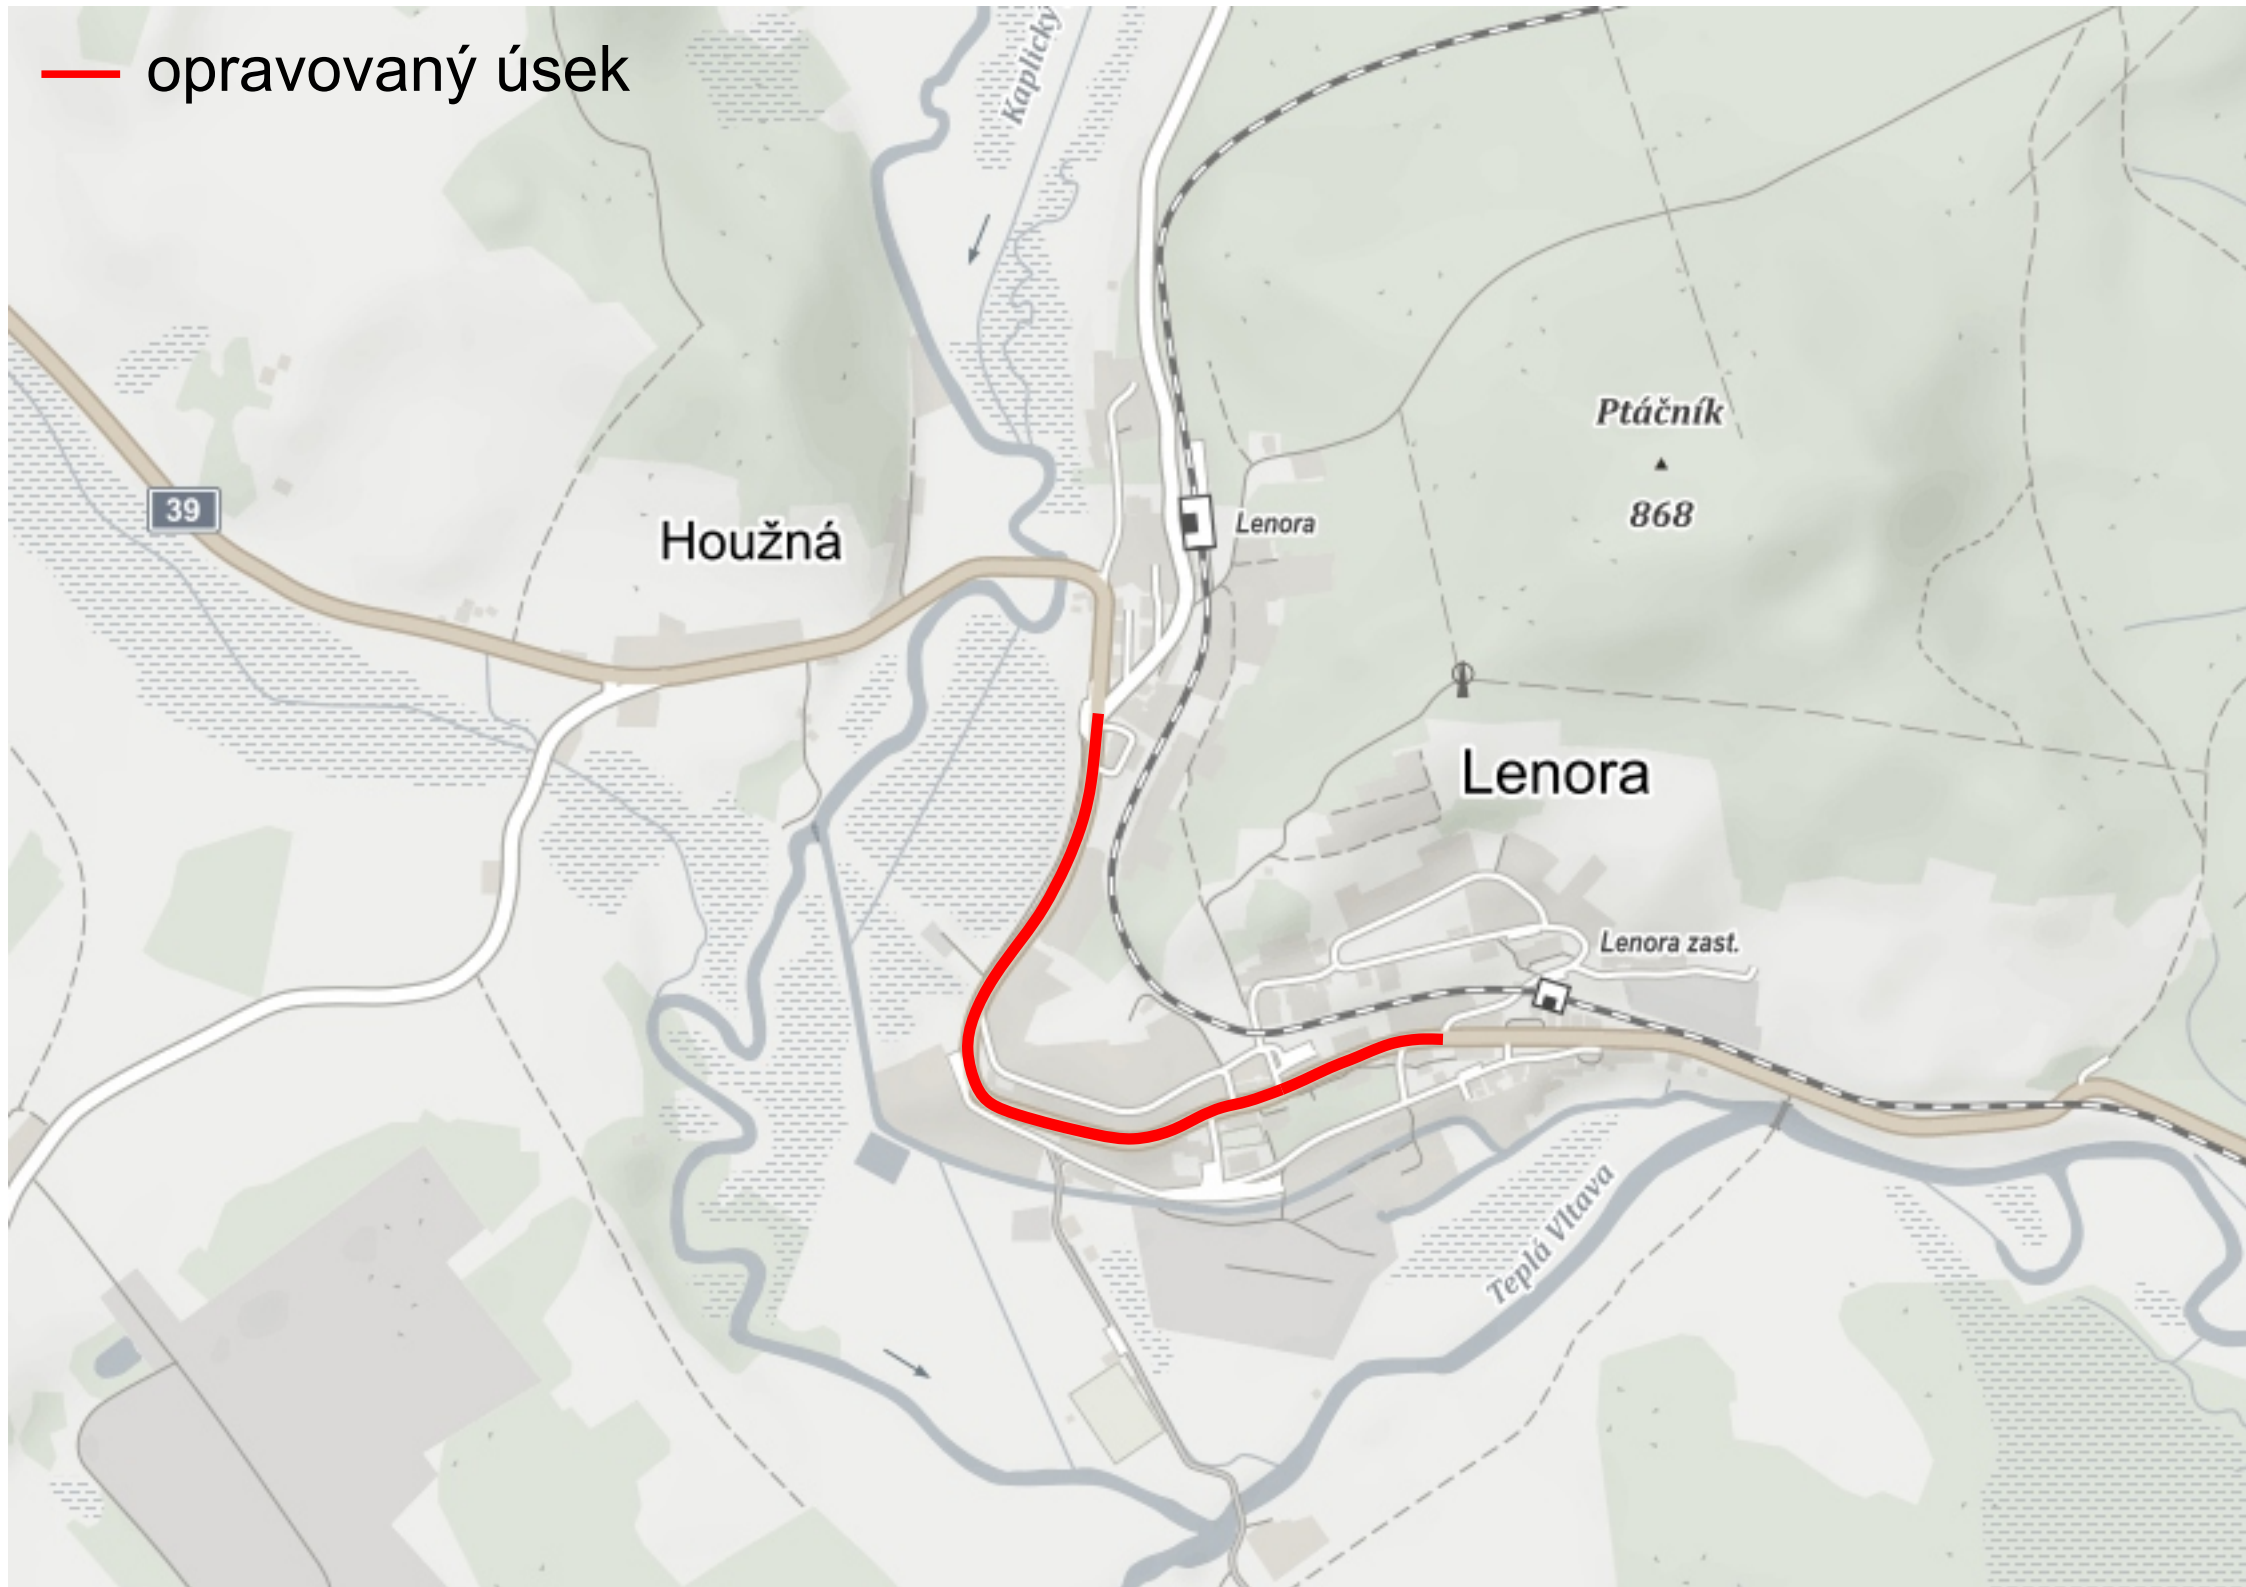 opravovaný úsek
Kaplický
Ptáčník
868
39
Houžná
Lenora
Lenora
Lenora zast.
Teplá Vltava